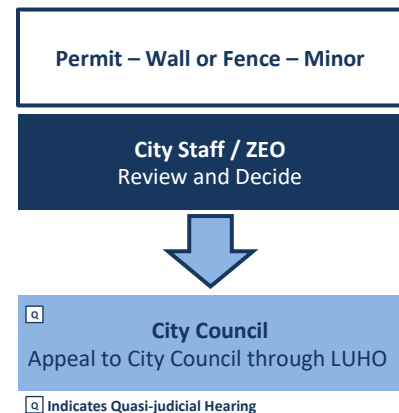 Permit – Wall or Fence – Minor
City Staff / ZEO
Review and Decide
Q
City Council
Appeal to City Council through LUHO
Q Indicates Quasi-judicial Hearing